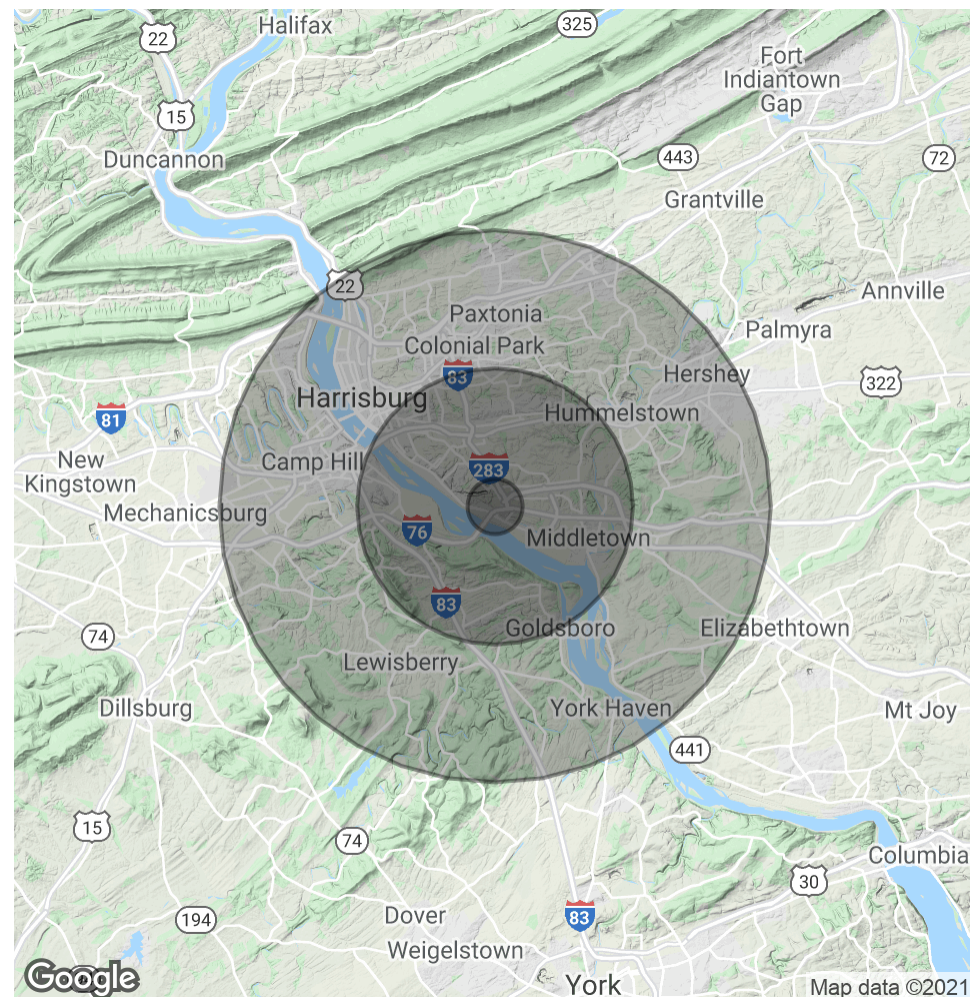 Halifax
325
22
Fort
Indiantown
Gap
15
Duncannon
443
72
Grantville
22
Annville
Paxtonia
Palmyra
Colonial Park
83
Hershey
322
Harrisburg
81
Hummelstown
New
Kingstown
Camp Hill
283
Mechanicsburg
76
Middletown
83
74
Goldsboro
Elizabethtown
Lewisberry
Dillsburg
York Haven
Mt Joy
441
15
74
Columbia
30
194
Dover
83
Weigelstown
Google
York
Map data ©2021